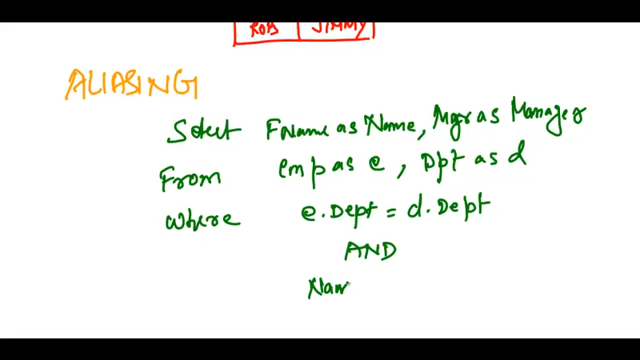 ROB JIMMY
ALIASING
Select FName as Name, Mgr as Manager
From emp as e, Dpt as d
where e.Dept = d.Dept
AND
Nam